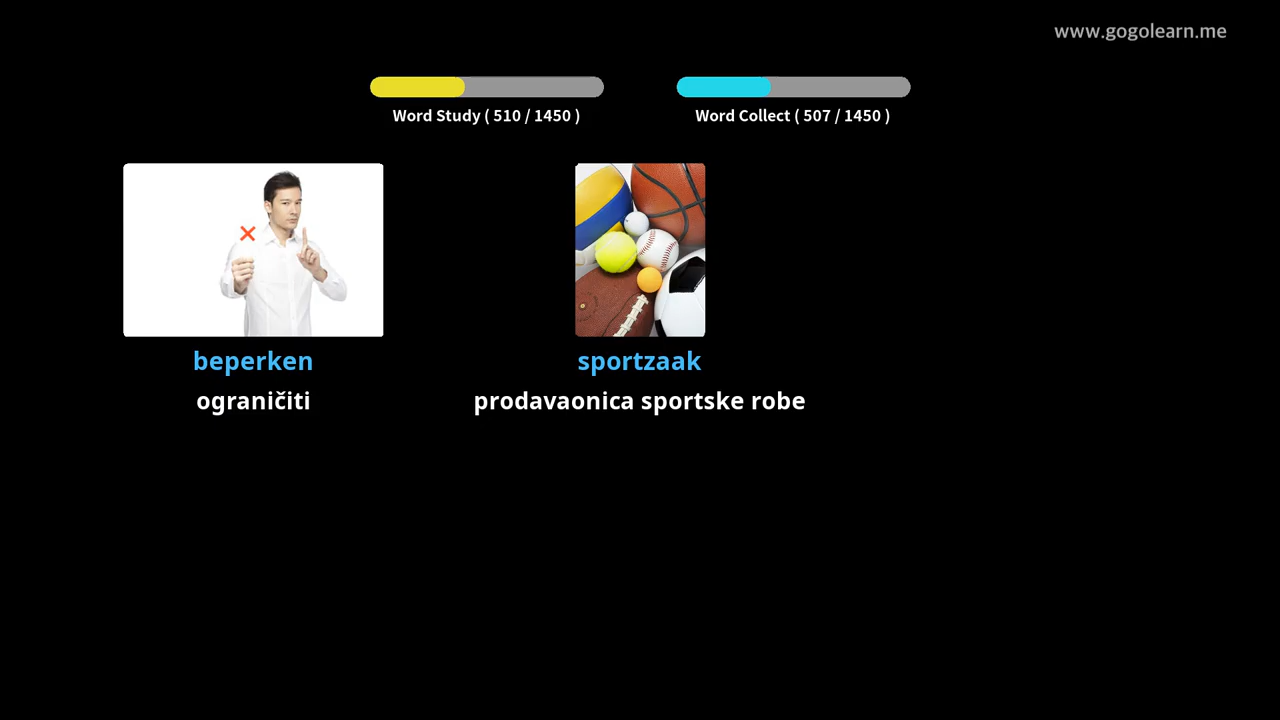 www.gogolearn.me
Word Study ( 510 / 1450 )
Word Collect ( 507 / 1450 )
beperken
ograničiti
sportzaak
prodavaonica sportske robe